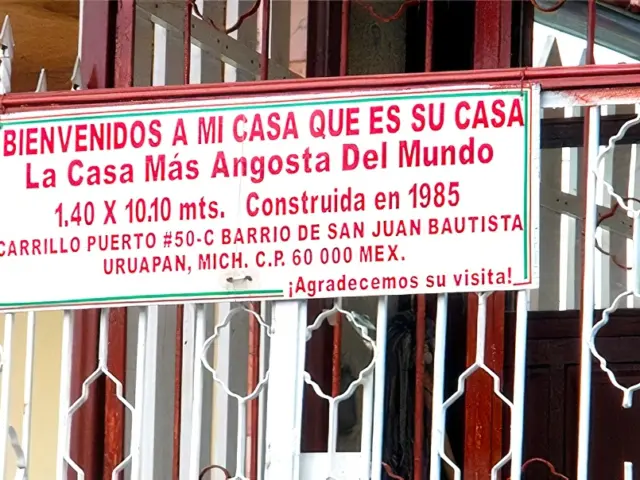 BIENVENIDOS A MI CASA QUE ES SU CASA
La Casa Más Angosta Del Mundo
1.40 X 10.10 mts. Construida en 1985
CARRILLO PUERTO #50-C BARRIO DE SAN JUAN BAUTISTA
URUAPAN, MICH. C.P. 60 000 MEX.
¡Agradecemos su visita!